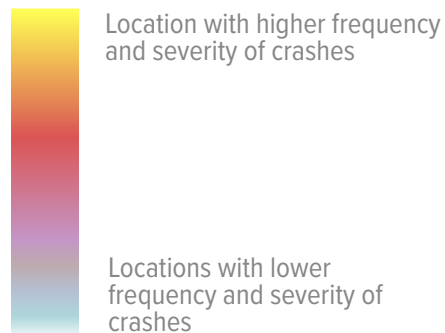 Location with higher frequency
and severity of crashes
Locations with lower
frequency and severity of
crashes